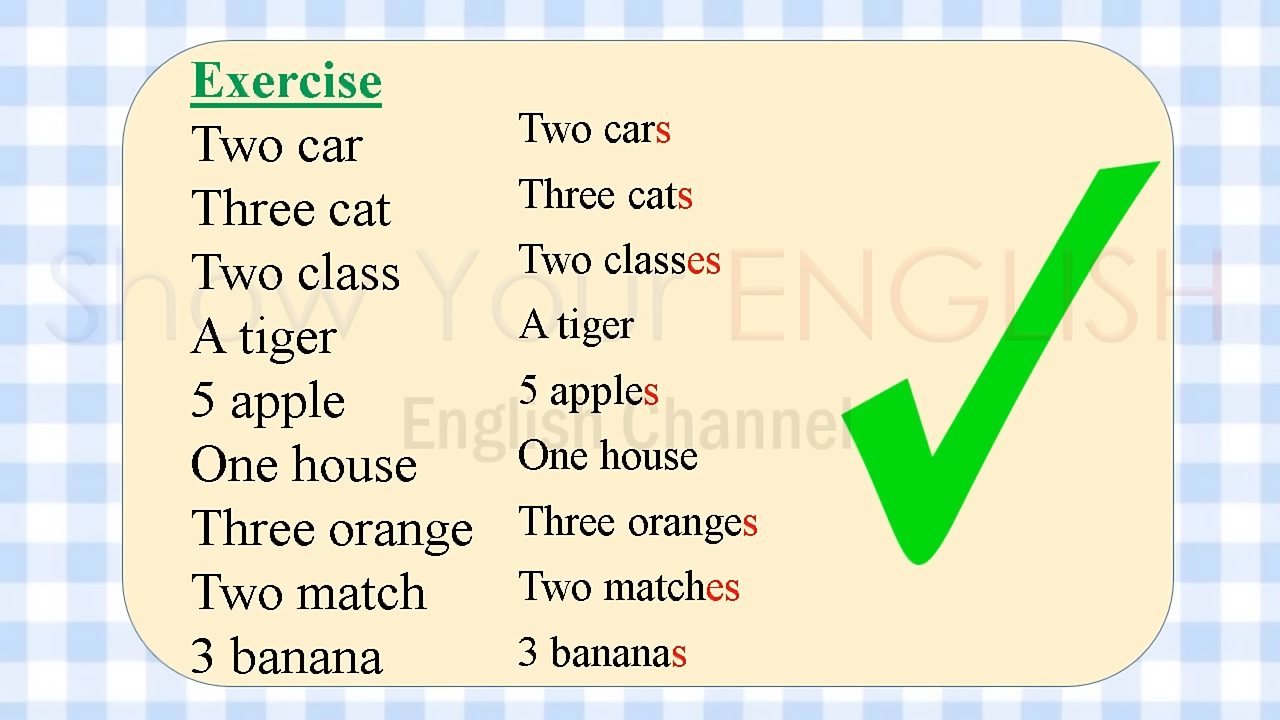 Exercise
Two car
Three cat
Two class
A tiger
5 apple
One house
Three orange
Two match
3 banana
Two cars
Three cats
Two classes
A tiger
5 apples
One house
Three oranges
Two matches
3 bananas
Show Your ENGLISH
English Channel